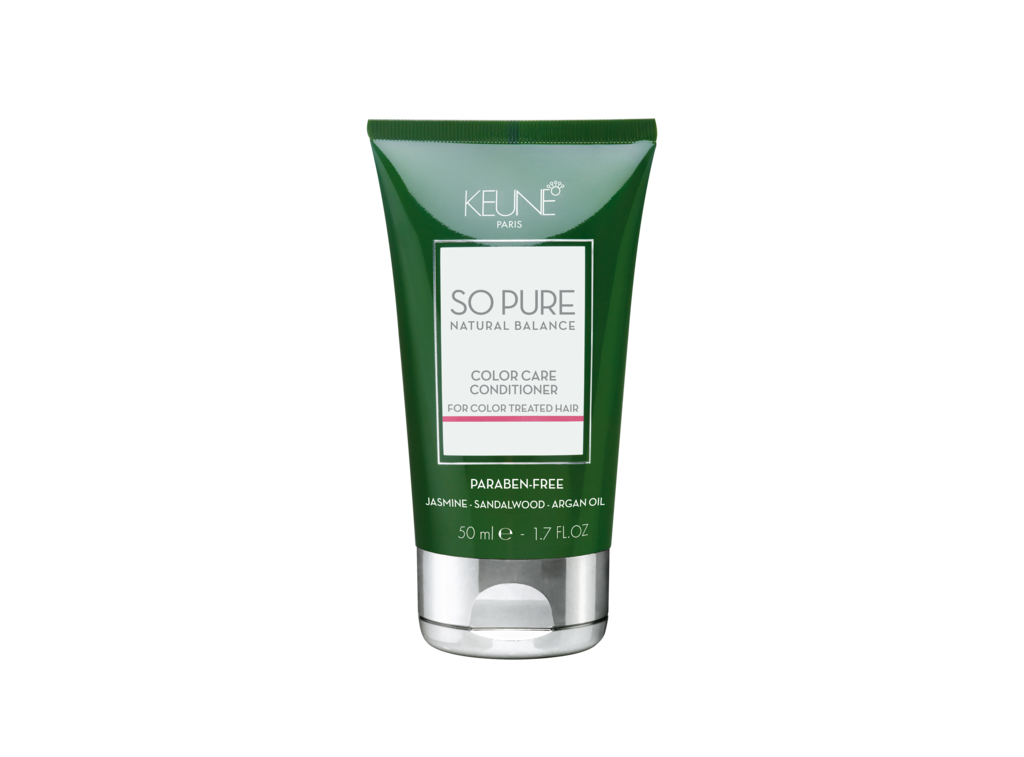 KEUNE
PARIS
SO PURE
NATURAL BALANCE
COLOR CARE
CONDITIONER
FOR COLOR TREATED HAIR
PARABEN-FREE
JASMINE - SANDALWOOD - ARGAN OIL
50 ml ℮ - 1.7 FL.OZ